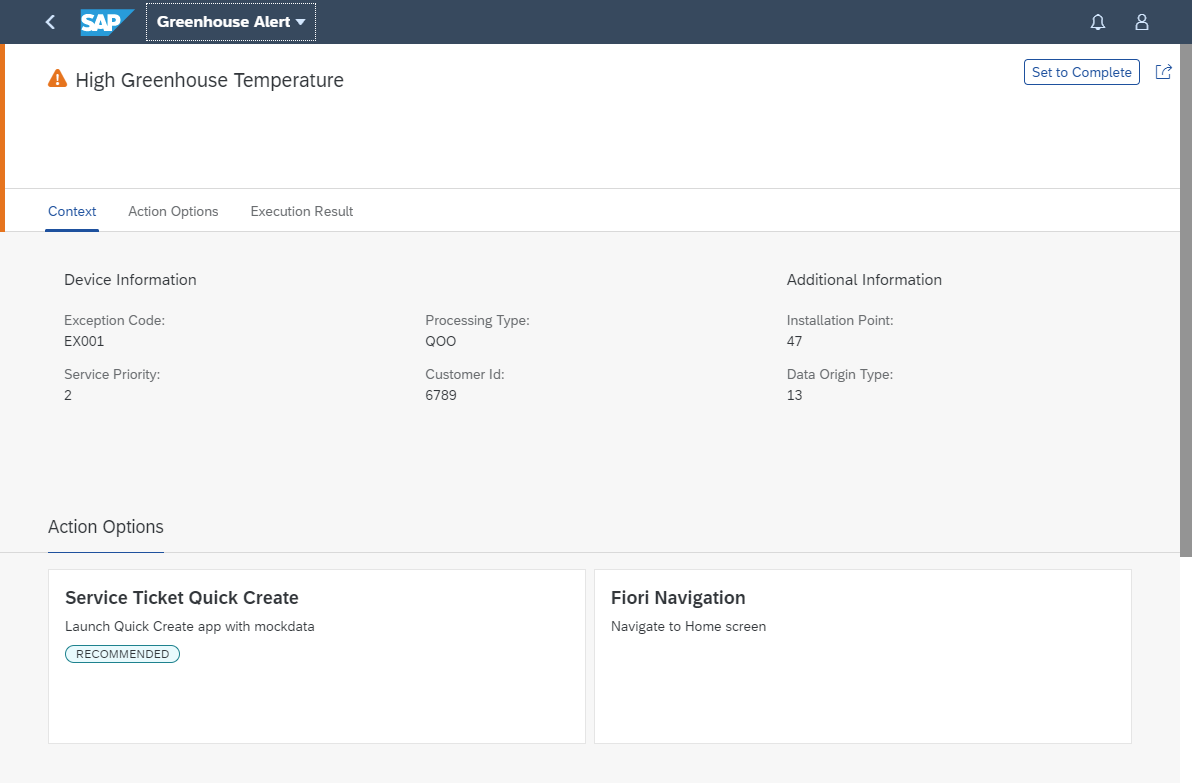 SAP Greenhouse Alert
High Greenhouse Temperature
Set to Complete
Context Action Options Execution Result
Device Information
Additional Information
Exception Code:
EX001
Processing Type:
QOO
Installation Point:
47
Service Priority:
2
Customer Id:
6789
Data Origin Type:
13
Action Options
Service Ticket Quick Create
Launch Quick Create app with mockdata
RECOMMENDED
Fiori Navigation
Navigate to Home screen